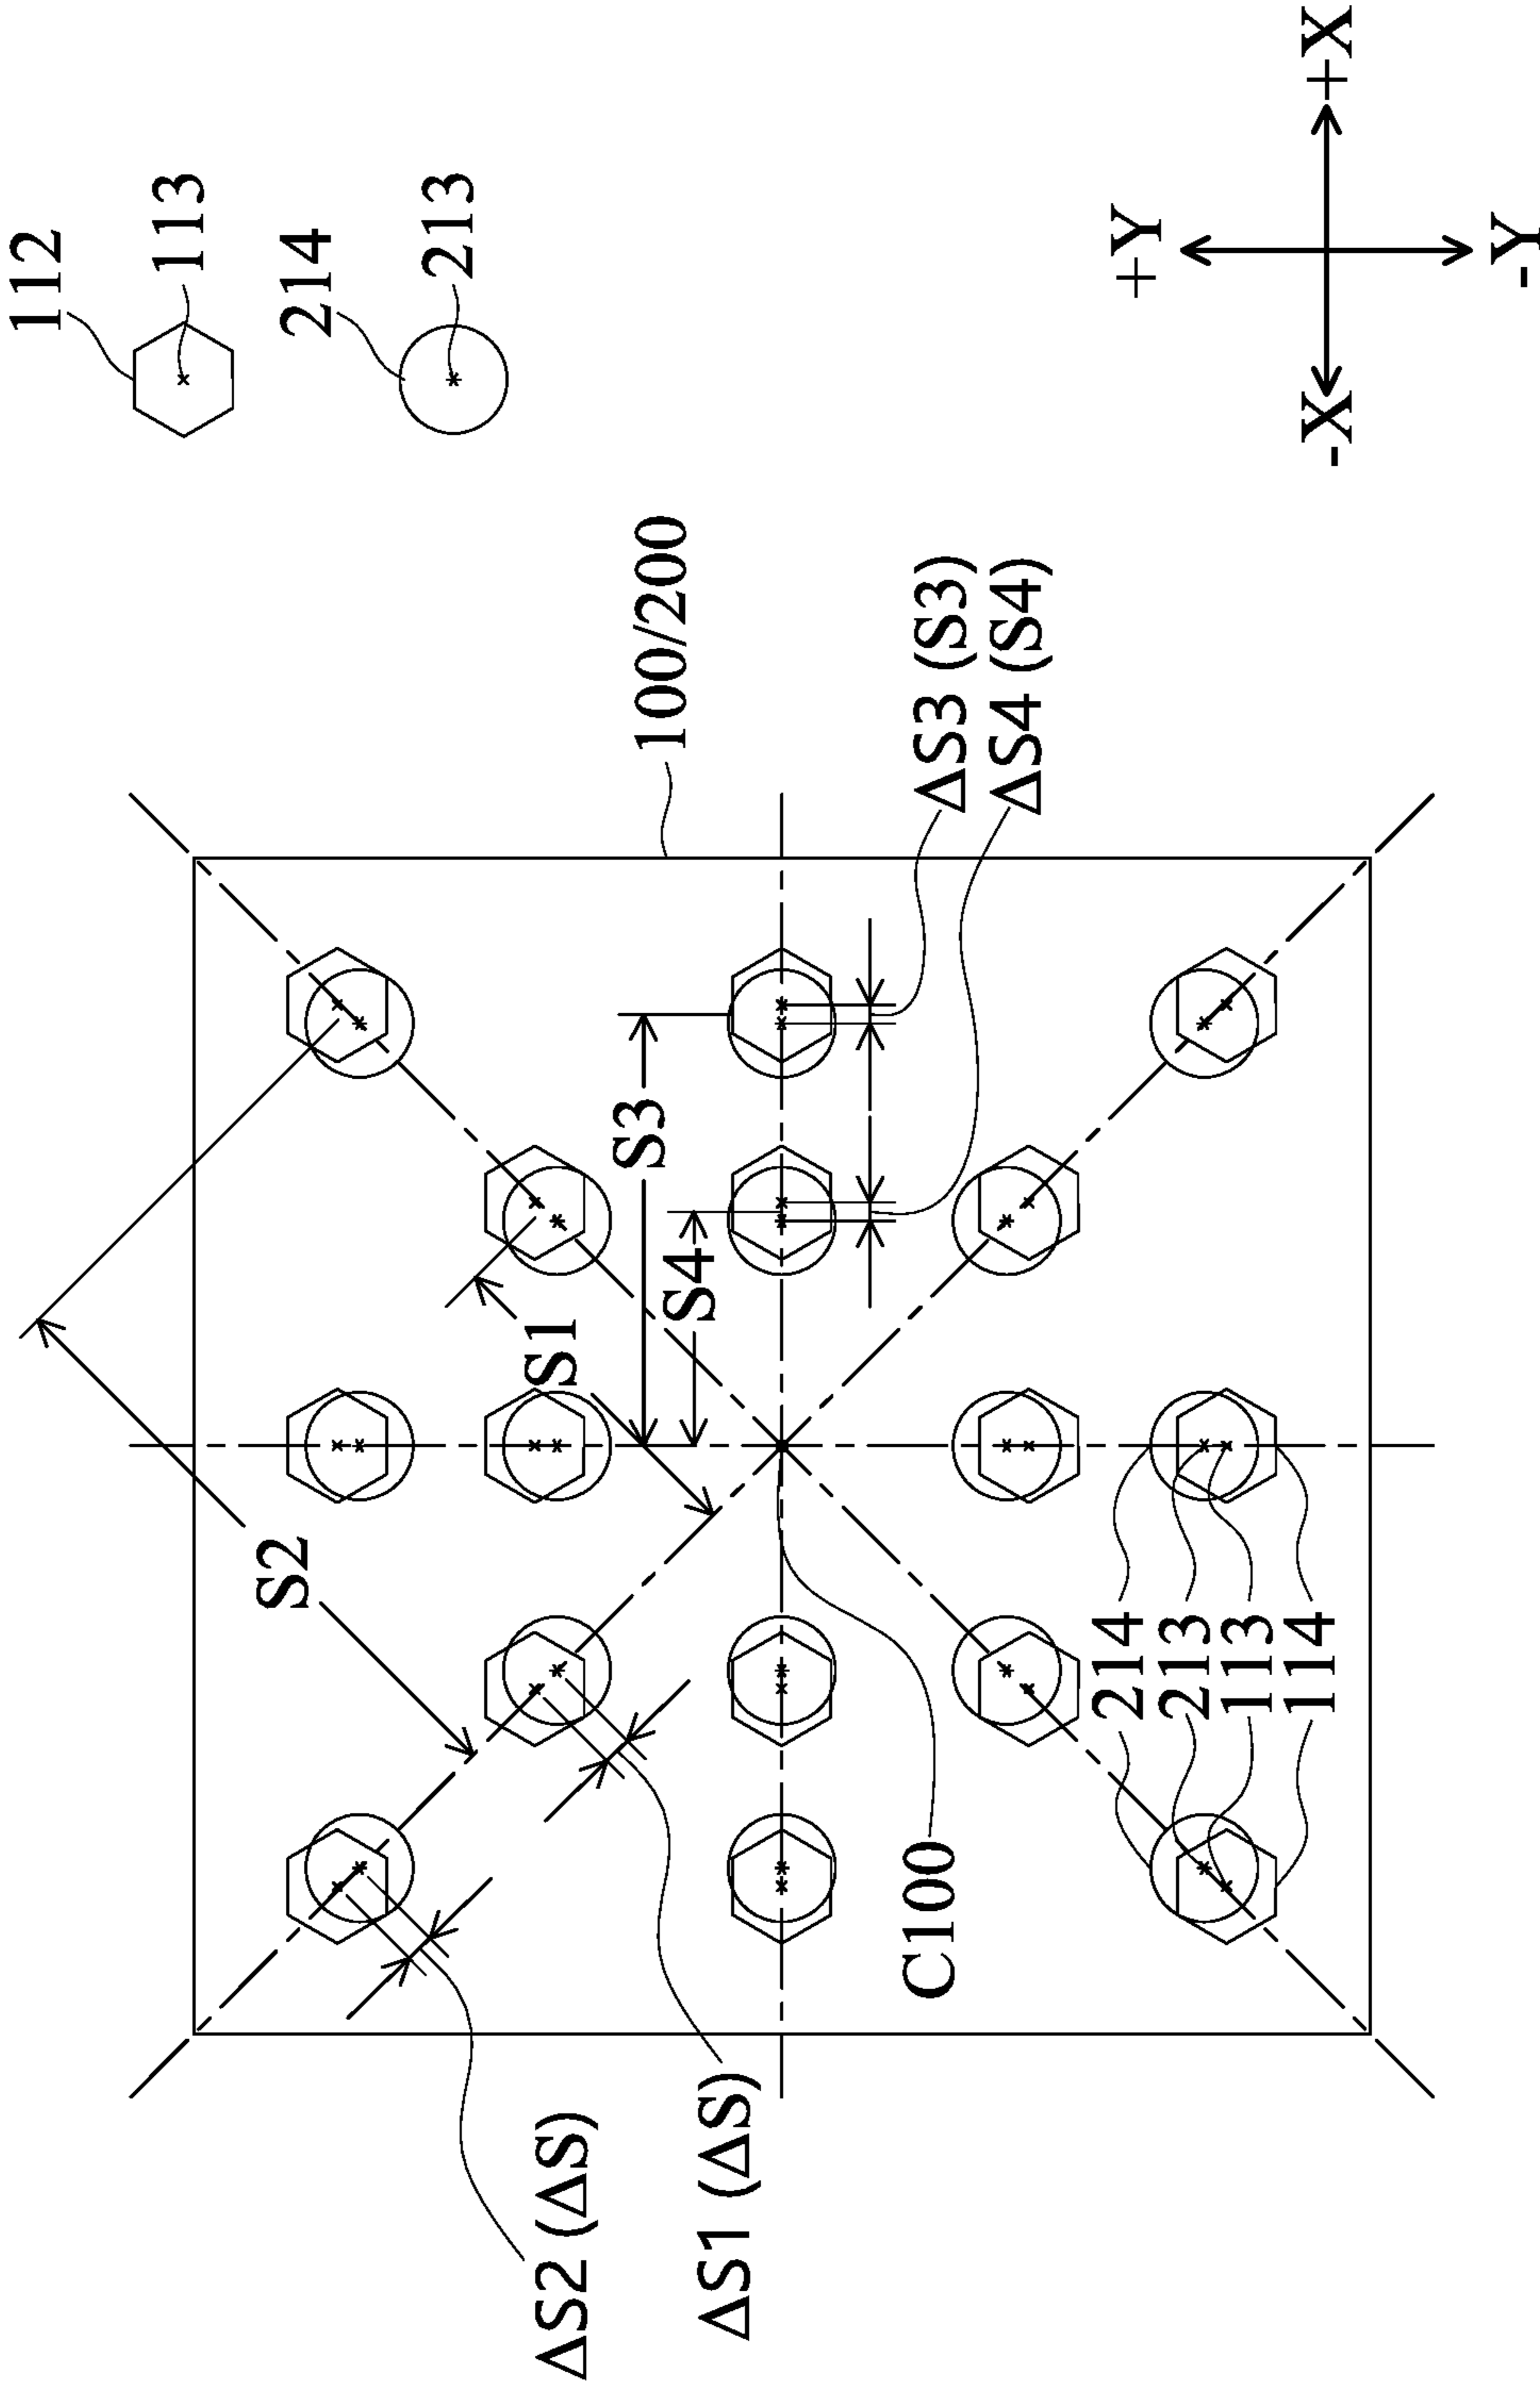 112
113
214
213
+Y
-X
+X
-Y
100/200
S2
S1
S3
S4
ΔS3 (S3)
ΔS4 (S4)
ΔS2 (ΔS)
ΔS1 (ΔS)
C100
214
213
113
114